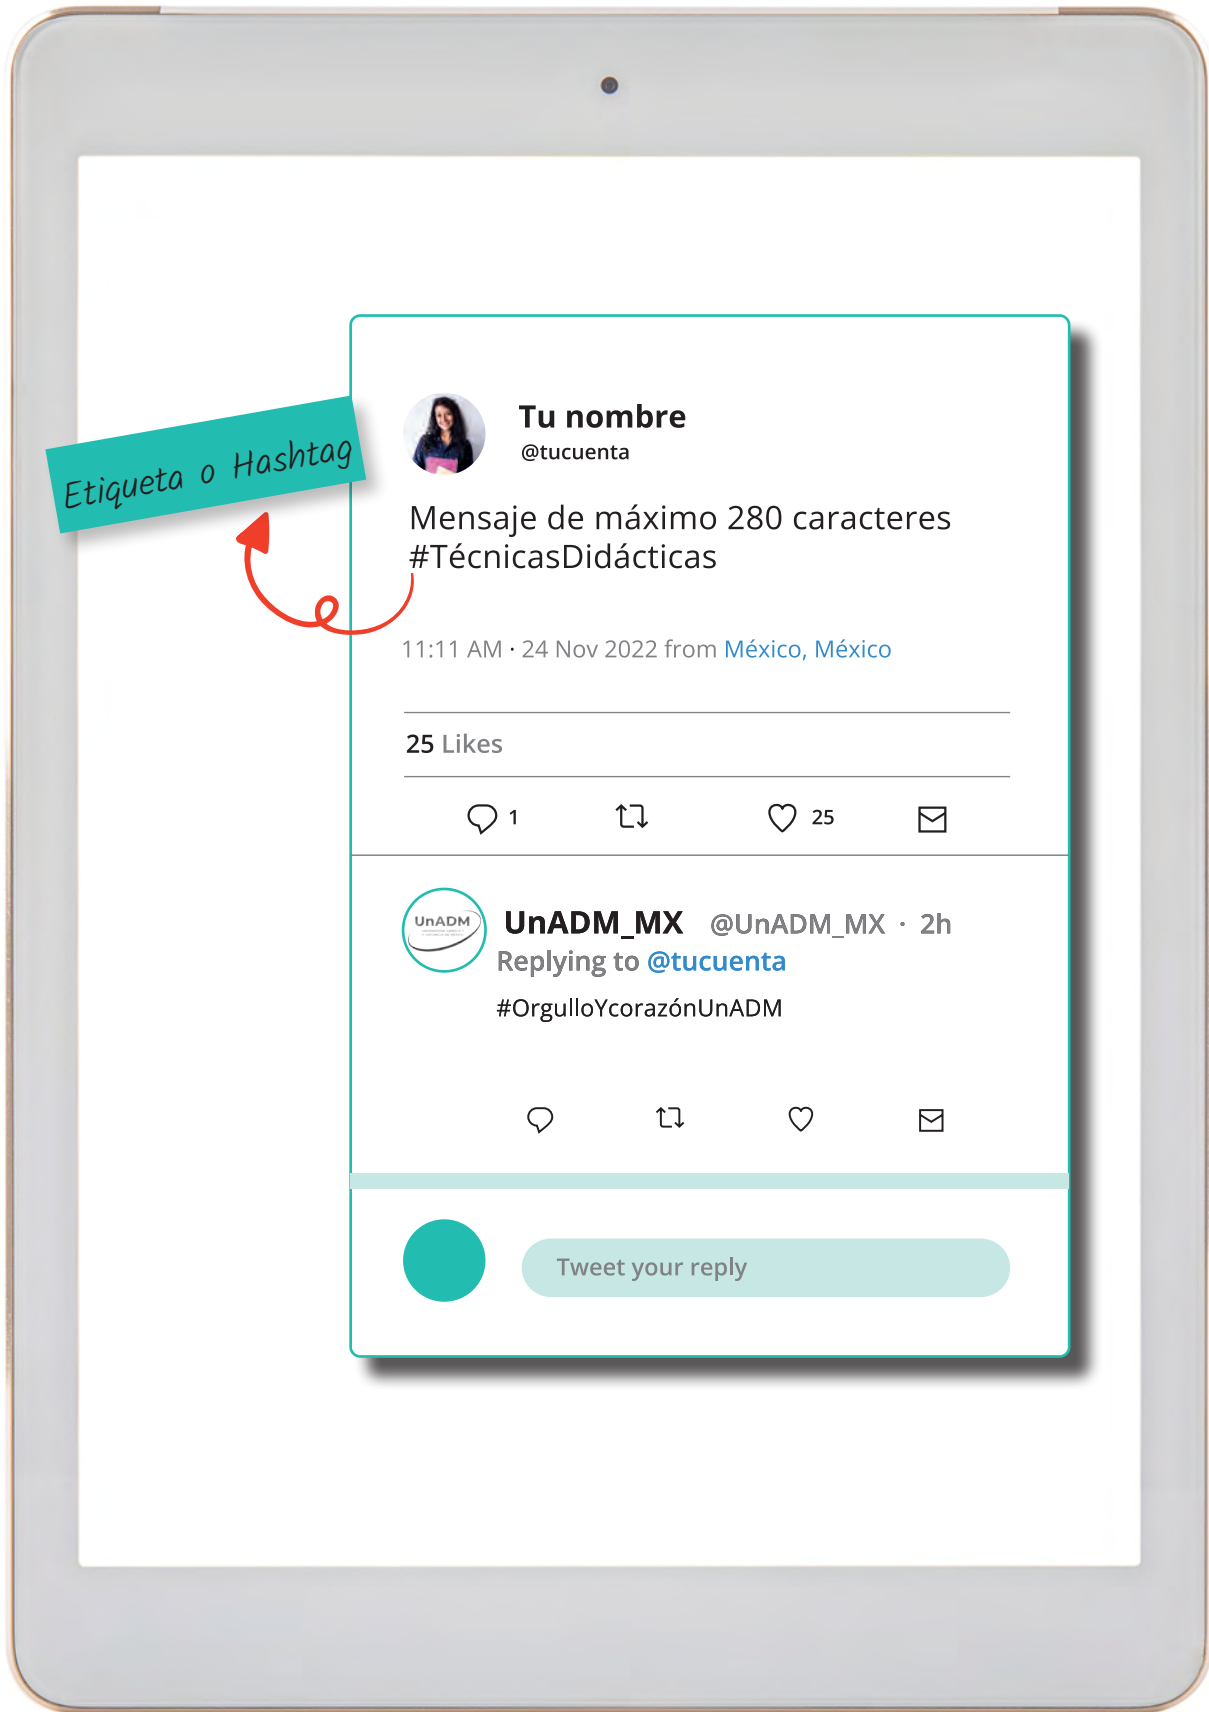 Etiqueta o Hashtag
Tu nombre
@tucuenta
Mensaje de máximo 280 caracteres
#TécnicasDidácticas
11:11 AM · 24 Nov 2022 from México, México
25 Likes
1
25
UnADM
UnADM_MX @UnADM_MX · 2h
Replying to @tucuenta
#OrgulloYcorazónUnADM
Tweet your reply